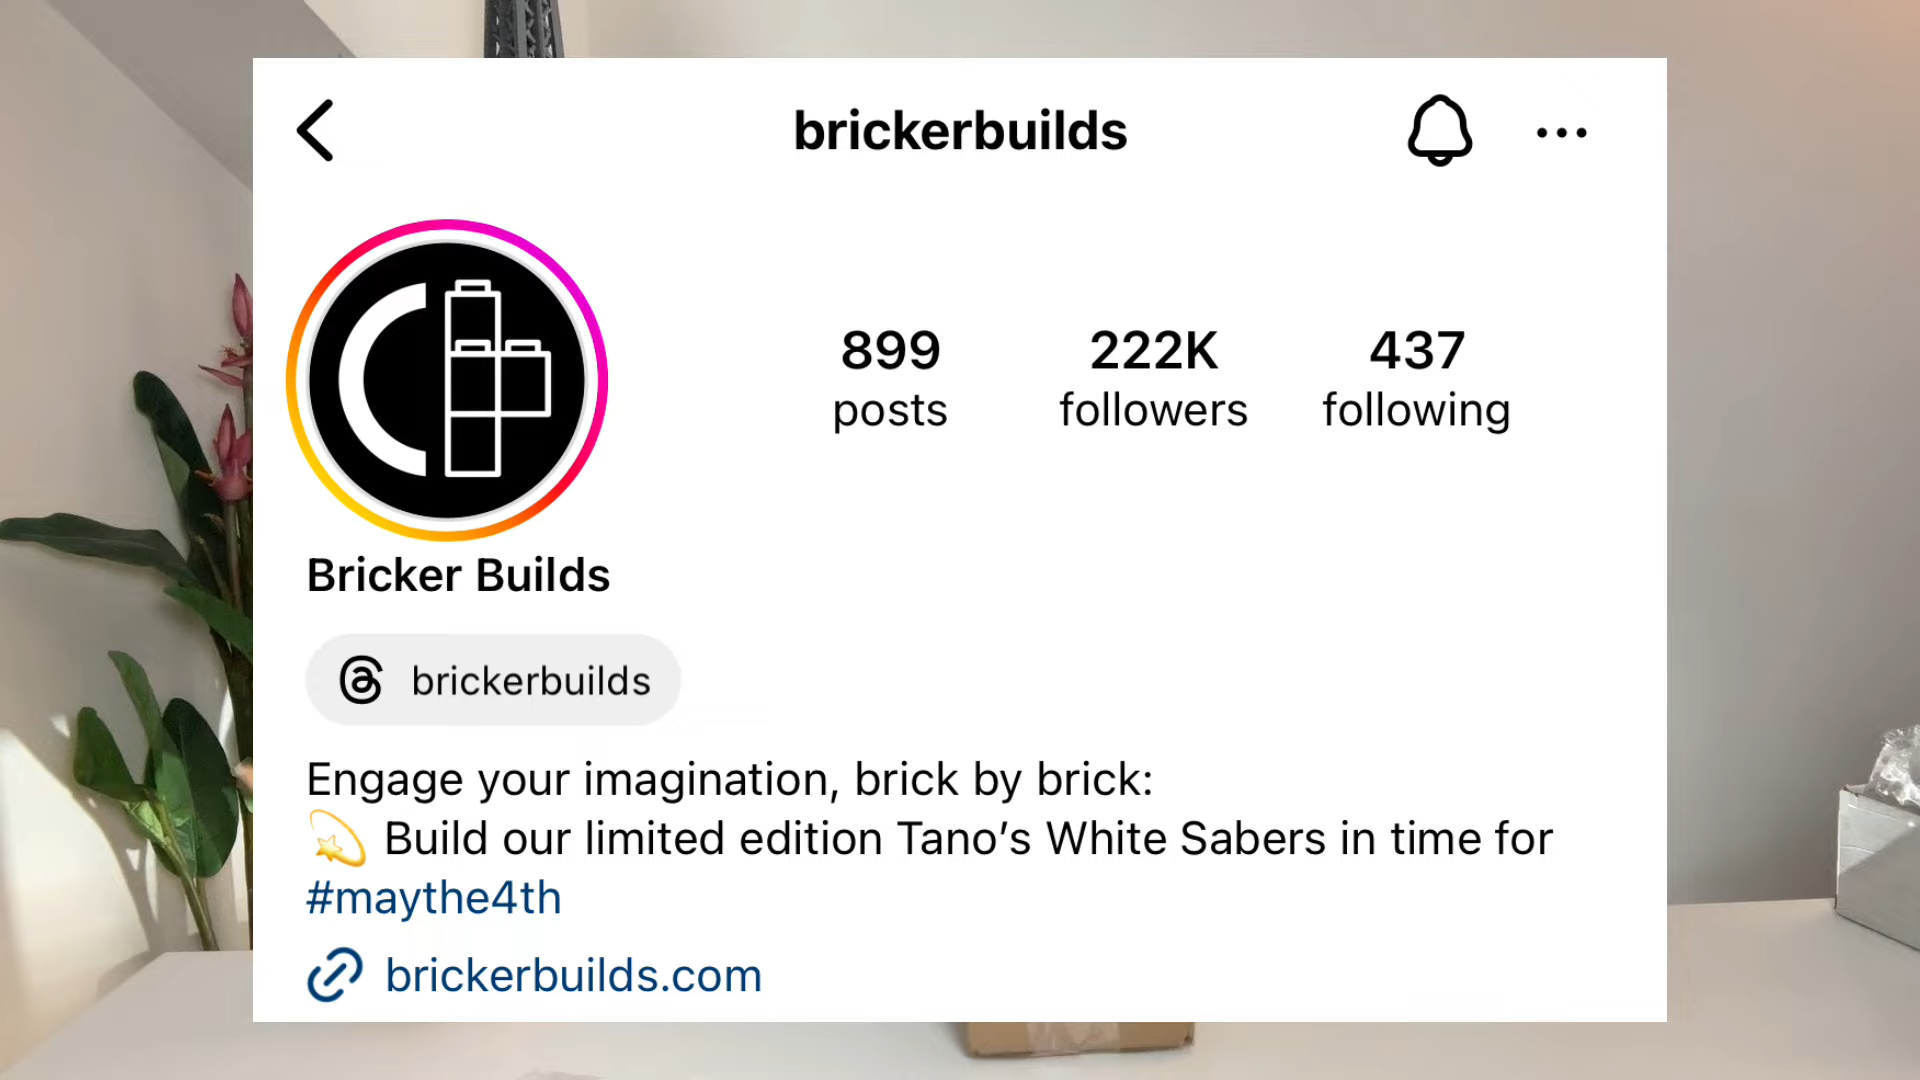 brickerbuilds
899 222K 437
posts followers following
Bricker Builds
brickerbuilds
Engage your imagination, brick by brick:
💫 Build our limited edition Tano’s White Sabers in time for
#maythe4th
brickerbuilds.com